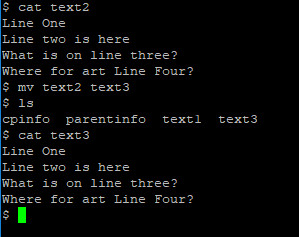 $ cat text2
Line One
Line two is here
What is on line three?
Where for art Line Four?
$ mv text2 text3
$ ls
cpinfo  parentinfo  text1  text3
$ cat text3
Line One
Line two is here
What is on line three?
Where for art Line Four?
$